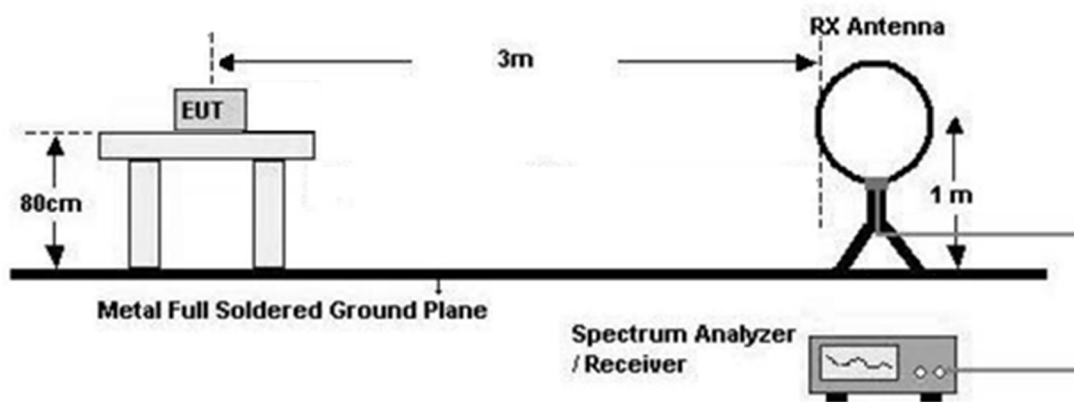 RX Antenna
3m
EUT
80cm
1 m
Metal Full Soldered Ground Plane
Spectrum Analyzer
/ Receiver